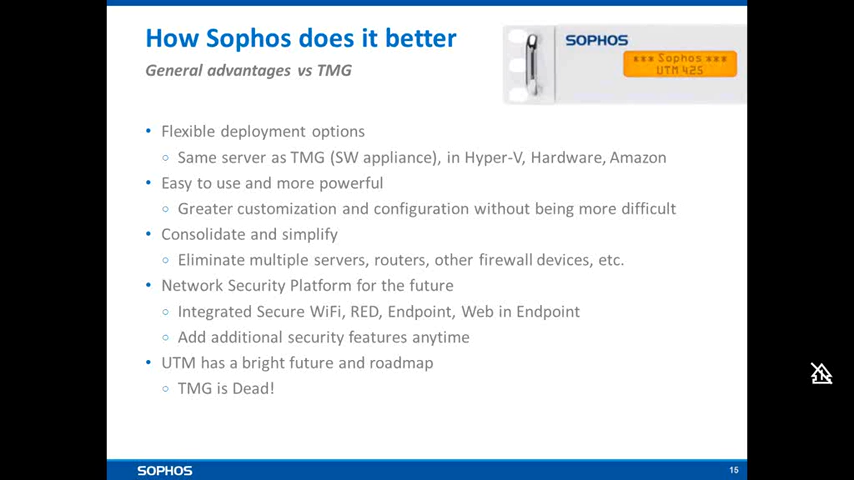 How Sophos does it better
General advantages vs TMG
SOPHOS
*** Sophos ***
UTM 425
• Flexible deployment options
○ Same server as TMG (SW appliance), in Hyper-V, Hardware, Amazon
• Easy to use and more powerful
○ Greater customization and configuration without being more difficult
• Consolidate and simplify
○ Eliminate multiple servers, routers, other firewall devices, etc.
• Network Security Platform for the future
○ Integrated Secure WiFi, RED, Endpoint, Web in Endpoint
○ Add additional security features anytime
• UTM has a bright future and roadmap
○ TMG is Dead!
SOPHOS
15